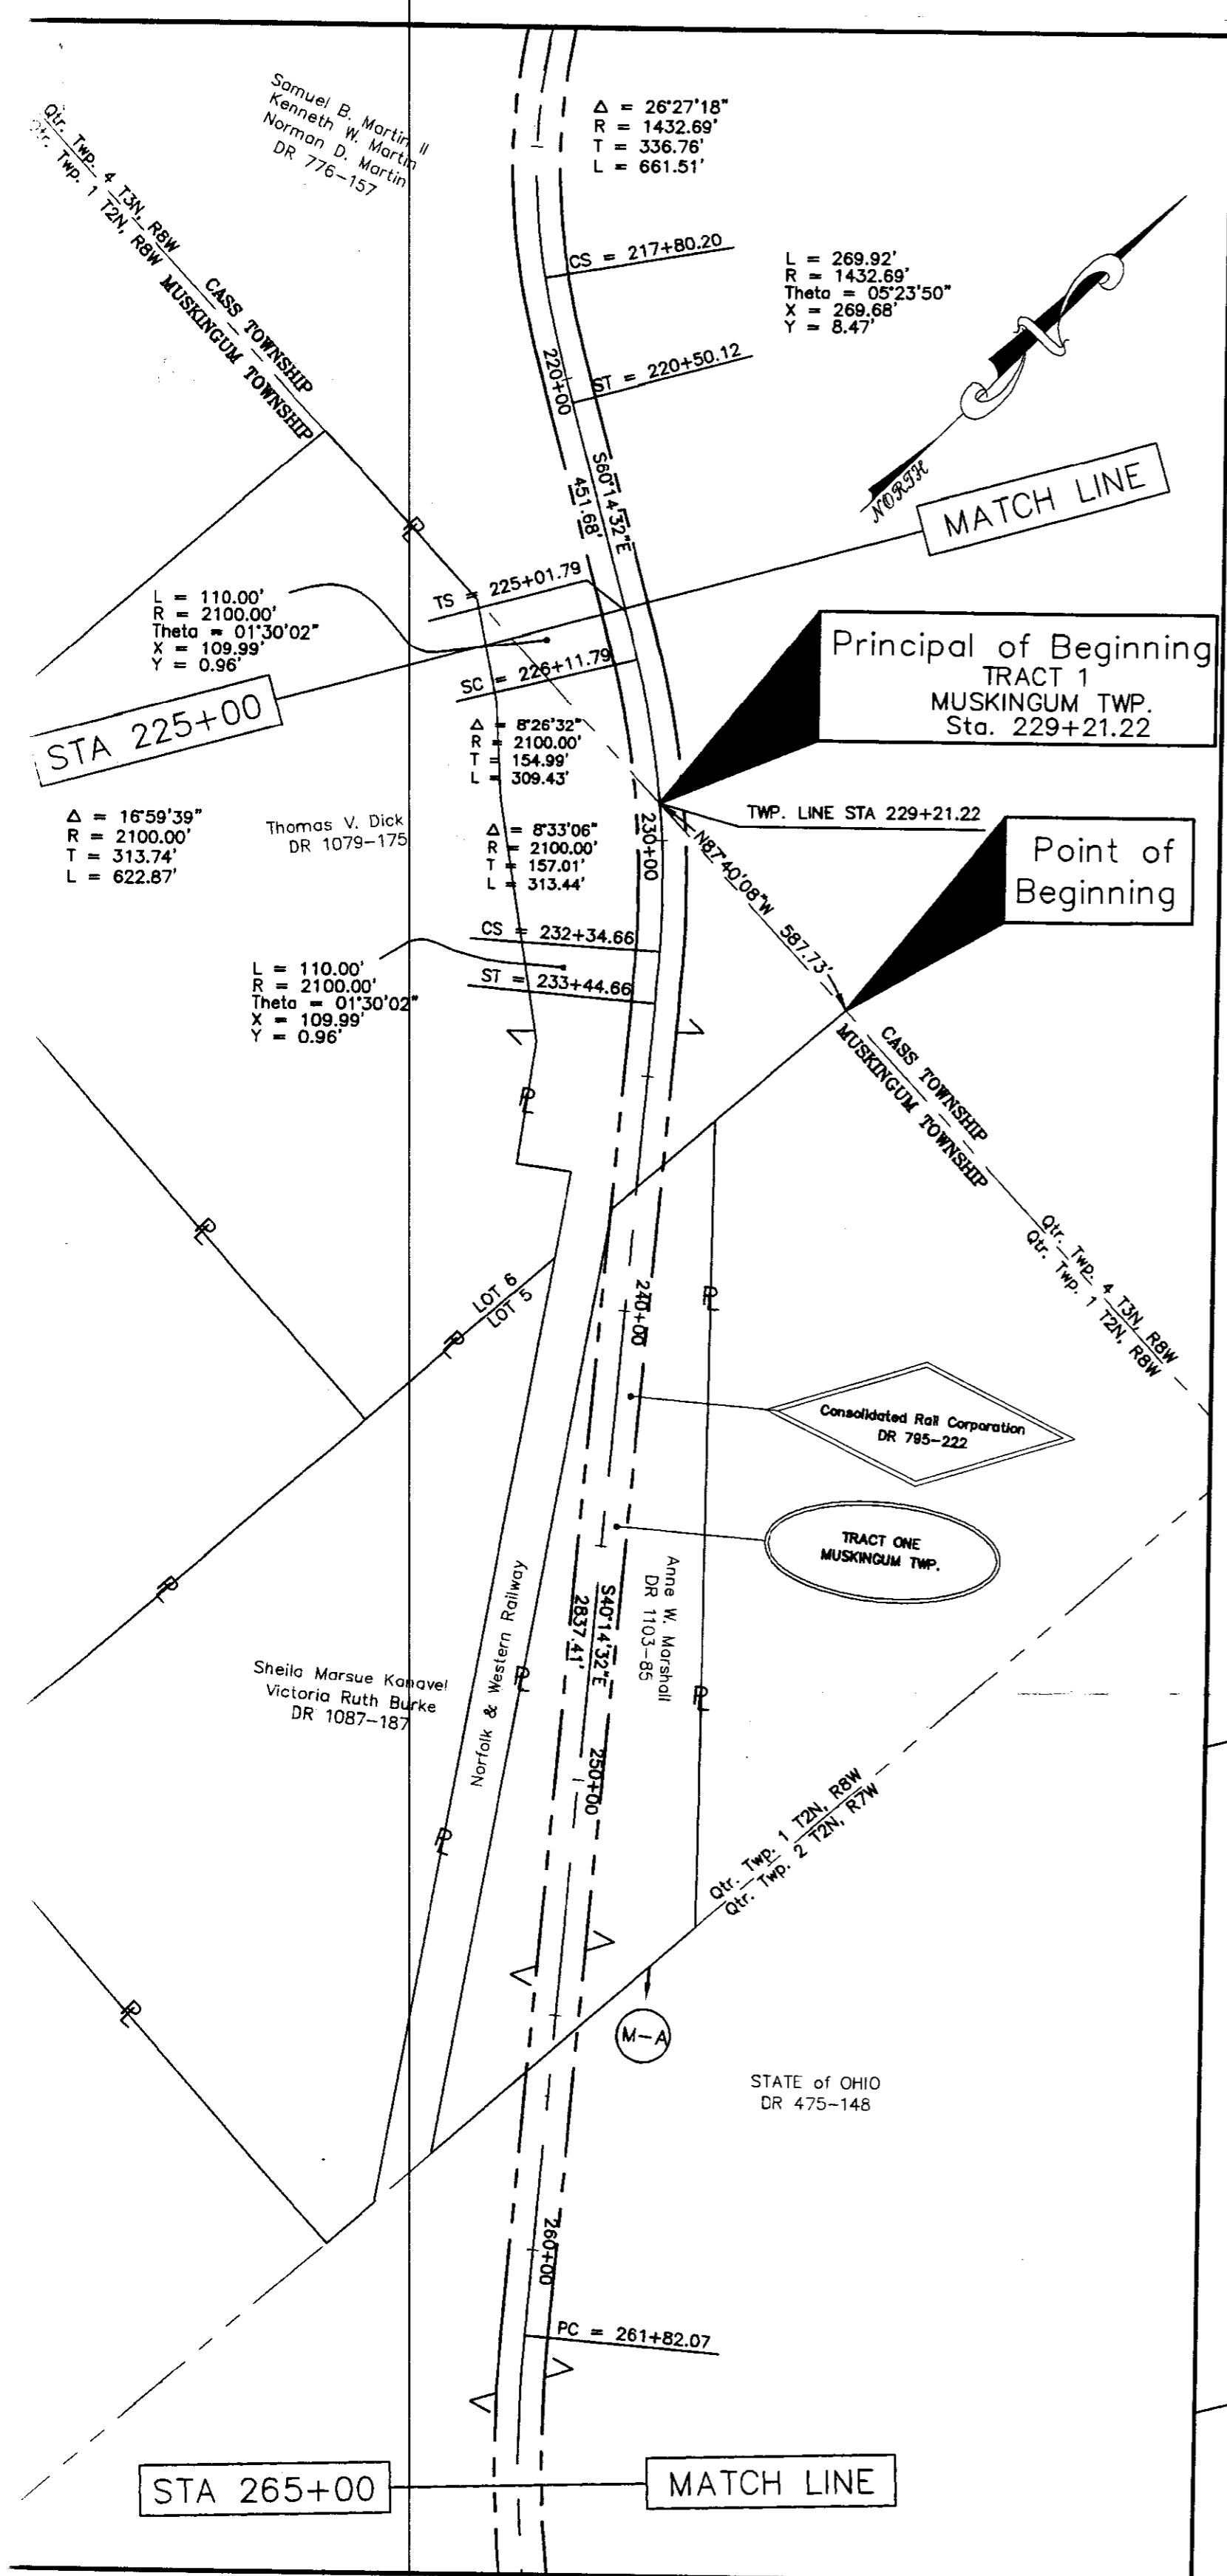 Samuel B. Martin II
Kenneth W. Martin
Norman D. Martin
DR 776-157
Δ = 26°27'18"
R = 1432.69'
T = 336.76'
L = 661.51'
Qtr. Twp. 4 T3N, R8W
Qtr. Twp. 1 T2N, R8W
CASS TOWNSHIP
MUSKINGUM TOWNSHIP
CS = 217+80.20
L = 269.92'
R = 1432.69'
Theta = 05°23'50"
X = 269.68'
Y = 8.47'
220+00
ST = 220+50.12
NORTH
S60°14'32"E
451.68'
MATCH LINE
TS = 225+01.79
L = 110.00'
R = 2100.00'
Theta = 01°30'02"
X = 109.99'
Y = 0.96'
SC = 226+11.79
STA 225+00
Principal of Beginning
TRACT 1
MUSKINGUM TWP.
Sta. 229+21.22
Δ = 8°26'32"
R = 2100.00'
T = 154.99'
L = 309.43'
TWP. LINE STA 229+21.22
Δ = 16°59'39"
R = 2100.00'
T = 313.74'
L = 622.87'
Thomas V. Dick
DR 1079-175
Δ = 8°33'06"
R = 2100.00'
T = 157.01'
L = 313.44'
230+00
N87°40'08"W 587.73'
Point of
Beginning
CS = 232+34.66
ST = 233+44.66
L = 110.00'
R = 2100.00'
Theta = 01°30'02"
X = 109.99'
Y = 0.96'
CASS TOWNSHIP
MUSKINGUM TOWNSHIP
Qtr. Twp. 4 T3N, R8W
Qtr. Twp. 1 T2N, R8W
LOT 6
LOT 5
240+00
Consolidated Rail Corporation
DR 795-222
TRACT ONE
MUSKINGUM TWP.
Anne W. Marshall
DR 1103-85
S40°14'32"E
2837.41'
Norfolk & Western Railway
Sheila Marsue Kanavel
Victoria Ruth Burke
DR 1087-187
250+00
Qtr. Twp. 1 T2N, R8W
Qtr. Twp. 2 T2N, R7W
M-A
STATE of OHIO
DR 475-148
260+00
PC = 261+82.07
STA 265+00
MATCH LINE